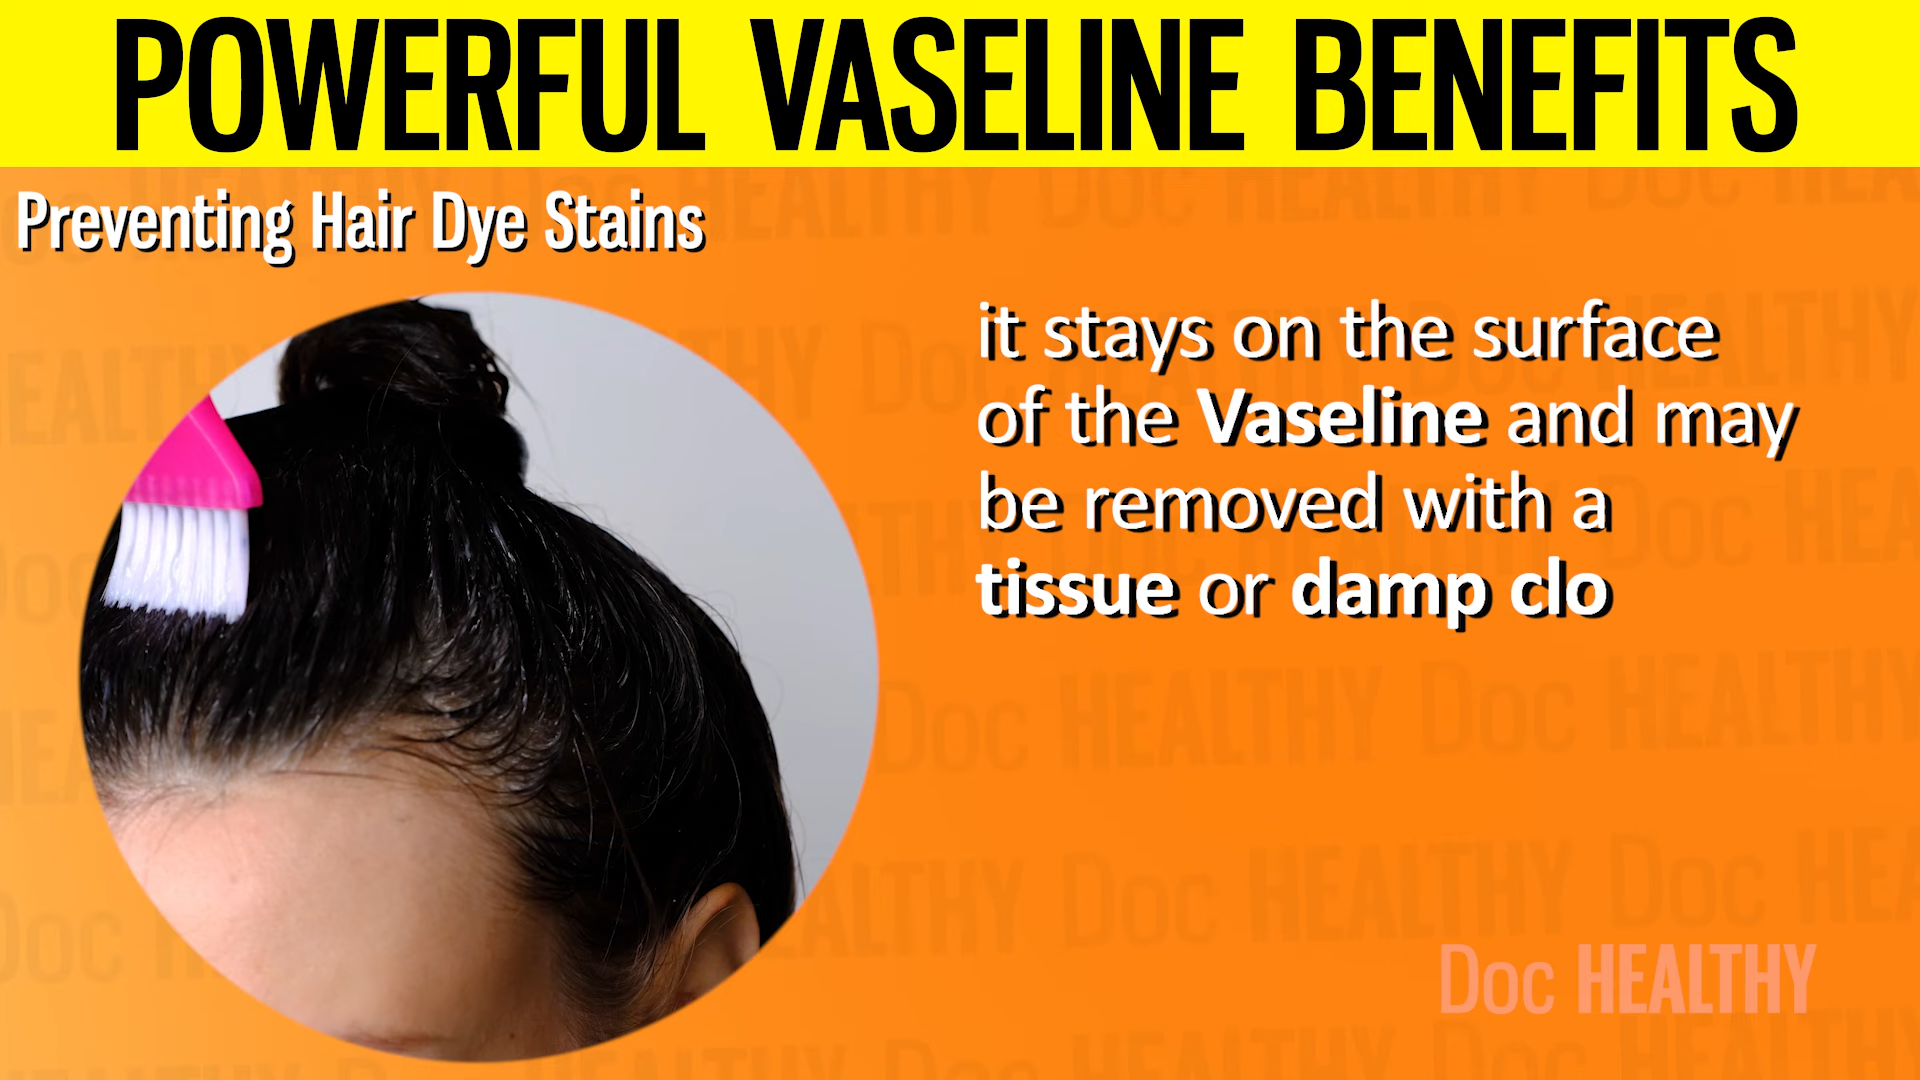 POWERFUL VASELINE BENEFITS
Preventing Hair Dye Stains
it stays on the surface
of the Vaseline and may
be removed with a
tissue or damp clo
Doc HEALTHY